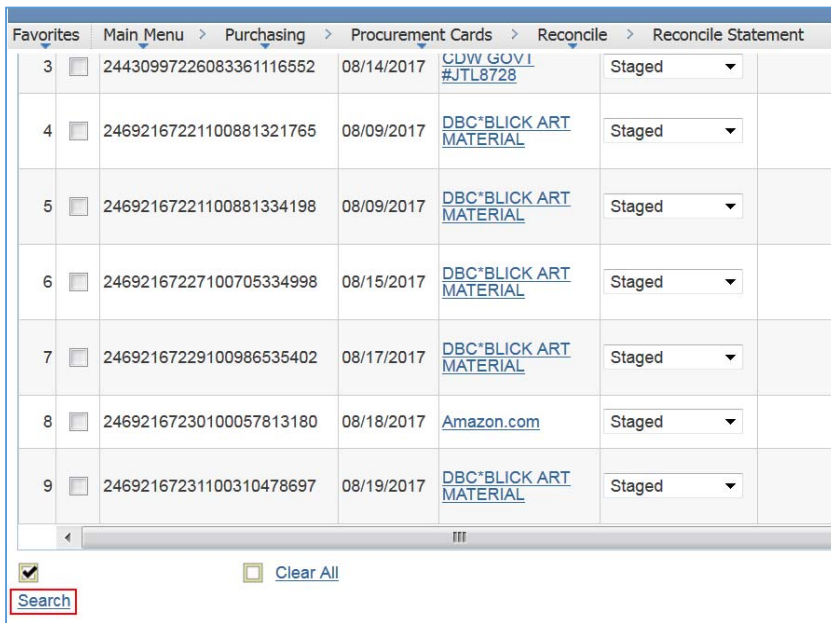 Favorites Main Menu > Purchasing > Procurement Cards > Reconcile > Reconcile Statement
3 24430997226083361116552 08/14/2017 CDW GOVT #JTL8728 Staged
4 24692167221100881321765 08/09/2017 DBC*BLICK ART MATERIAL Staged
5 24692167221100881334198 08/09/2017 DBC*BLICK ART MATERIAL Staged
6 24692167227100705334998 08/15/2017 DBC*BLICK ART MATERIAL Staged
7 24692167229100986535402 08/17/2017 DBC*BLICK ART MATERIAL Staged
8 24692167230100057813180 08/18/2017 Amazon.com Staged
9 24692167231100310478697 08/19/2017 DBC*BLICK ART MATERIAL Staged
Clear All
Search